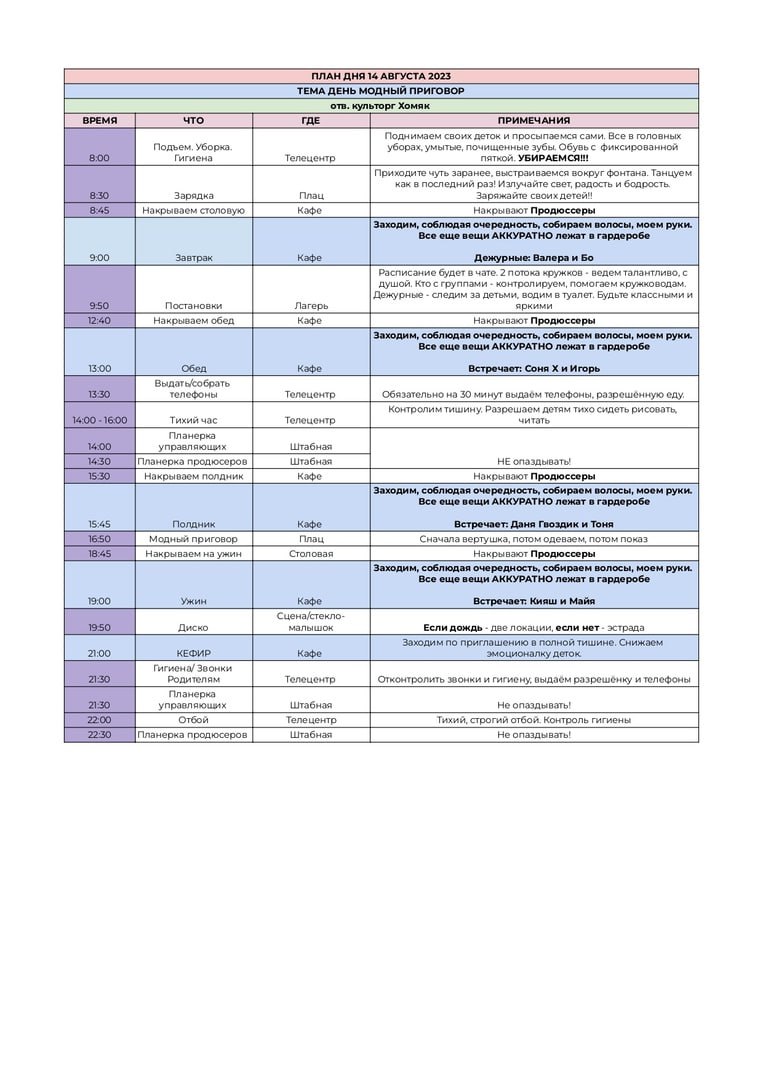 ПЛАН ДНЯ 14 АВГУСТА 2023
ТЕМА ДЕНЬ МОДНЫЙ ПРИГОВОР
отв. культорг Хомяк
ВРЕМЯ ЧТО ГДЕ ПРИМЕЧАНИЯ
8:00 Подъем. Уборка. Гигиена Телецентр Поднимаем своих деток и просыпаемся сами. Все в головных
уборах, умытые, почищенные зубы. Обувь с фиксированной
пяткой. УБИРАЕМСЯ!!!
8:30 Зарядка Плац Приходите чуть заранее, выстраиваемся вокруг фонтана. Танцуем
как в последний раз! Излучайте свет, радость и бодрость.
Заряжайте своих детей!!
8:45 Накрываем столовую Кафе Накрывают Продюссеры
9:00 Завтрак Кафе Заходим, соблюдая очередность, собираем волосы, моем руки.
Все еще вещи АККУРАТНО лежат в гардеробе
Дежурные: Валера и Бо
9:50 Постановки Лагерь Расписание будет в чате. 2 потока кружков - ведем талантливо, с
душой. Кто с группами - контролируем, помогаем кружководам.
Дежурные - следим за детьми, водим в туалет. Будьте классными и
яркими
12:40 Накрываем обед Кафе Накрывают Продюссеры
13:00 Обед Кафе Заходим, соблюдая очередность, собираем волосы, моем руки.
Все еще вещи АККУРАТНО лежат в гардеробе
Встречает: Соня Х и Игорь
13:30 Выдать/собрать телефоны Телецентр Обязательно на 30 минут выдаём телефоны, разрешённую еду.
14:00 - 16:00 Тихий час Телецентр Контролим тишину. Разрешаем детям тихо сидеть рисовать,
читать
14:00 Планерка управляющих Штабная
14:30 Планерка продюсеров Штабная НЕ опаздывать!
15:30 Накрываем полдник Кафе Накрывают Продюссеры
15:45 Полдник Кафе Заходим, соблюдая очередность, собираем волосы, моем руки.
Все еще вещи АККУРАТНО лежат в гардеробе
Встречает: Даня Гвоздик и Тоня
16:50 Модный приговор Плац Сначала вертушка, потом одеваем, потом показ
18:45 Накрываем на ужин Столовая Накрывают Продюссеры
19:00 Ужин Кафе Заходим, соблюдая очередность, собираем волосы, моем руки.
Все еще вещи АККУРАТНО лежат в гардеробе
Встречает: Кияш и Майя
19:50 Диско Сцена/стекло-малышок Если дождь - две локации, если нет - эстрада
21:00 КЕФИР Кафе Заходим по приглашению в полной тишине. Снижаем
эмоционалку деток.
21:30 Гигиена/ Звонки Родителям Телецентр Отконтролить звонки и гигиену, выдаём разрешёнку и телефоны
21:30 Планерка управляющих Штабная Не опаздывать!
22:00 Отбой Телецентр Тихий, строгий отбой. Контроль гигиены
22:30 Планерка продюсеров Штабная Не опаздывать!